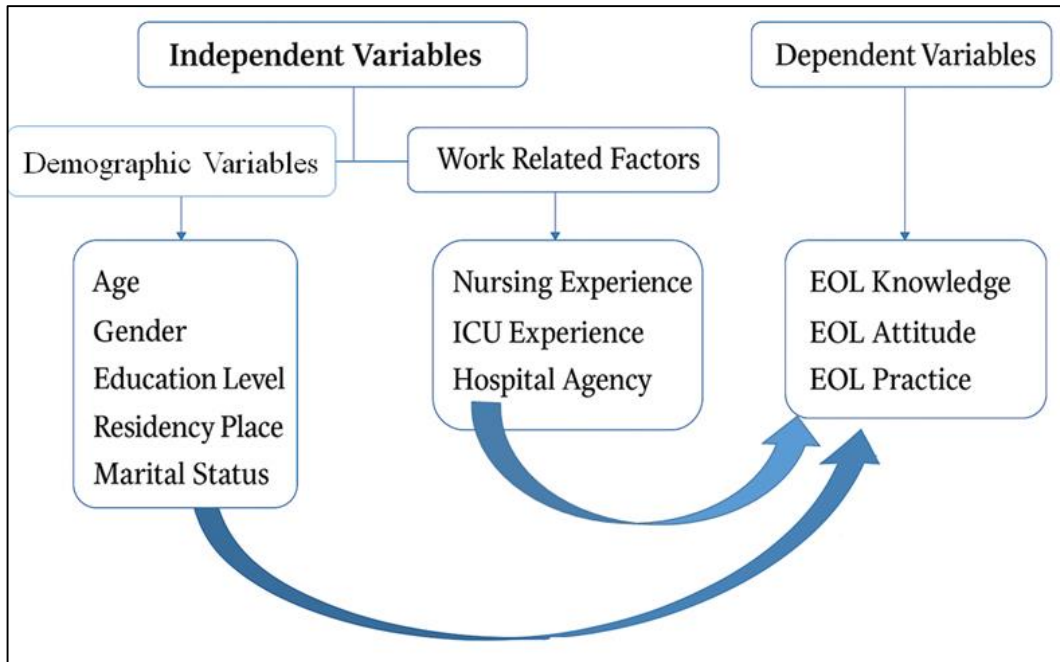 Independent Variables
Dependent Variables
Demographic Variables
Work Related Factors
Age
Gender
Education Level
Residency Place
Marital Status
Nursing Experience
ICU Experience
Hospital Agency
EOL Knowledge
EOL Attitude
EOL Practice